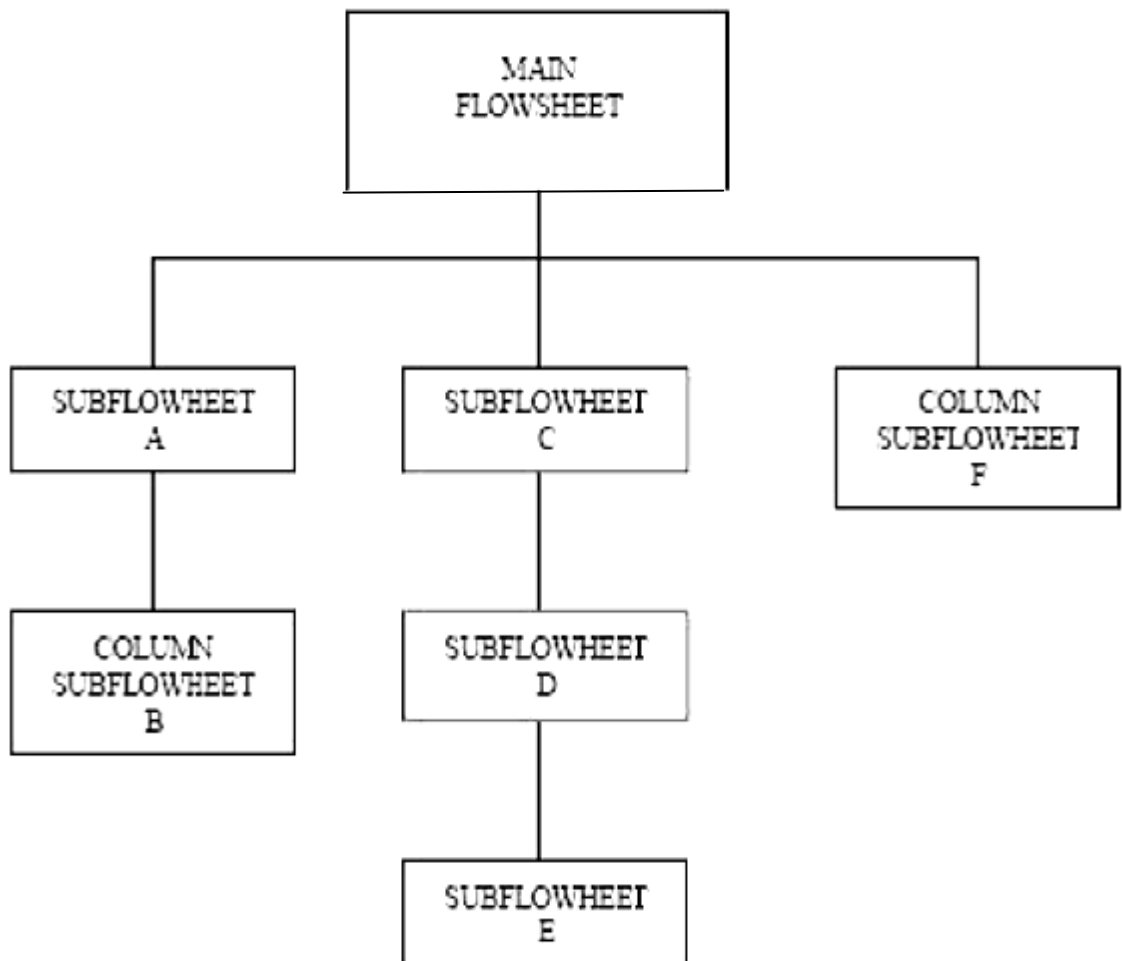 MAIN
FLOWSHEET
SUBFLOWHEET
A
SUBFLOWHEET
C
COLUMN
SUBFLOWHEET
F
COLUMN
SUBFLOWHEET
B
SUBFLOWHEET
D
SUBFLOWHEET
E